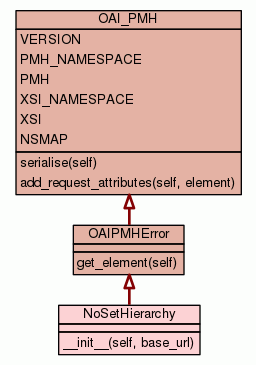 OAI_PMH
VERSION
PMH_NAMESPACE
PMH
XSI_NAMESPACE
XSI
NSMAP
serialise(self)
add_request_attributes(self, element)
OAIPMHError
get_element(self)
NoSetHierarchy
__init__(self, base_url)